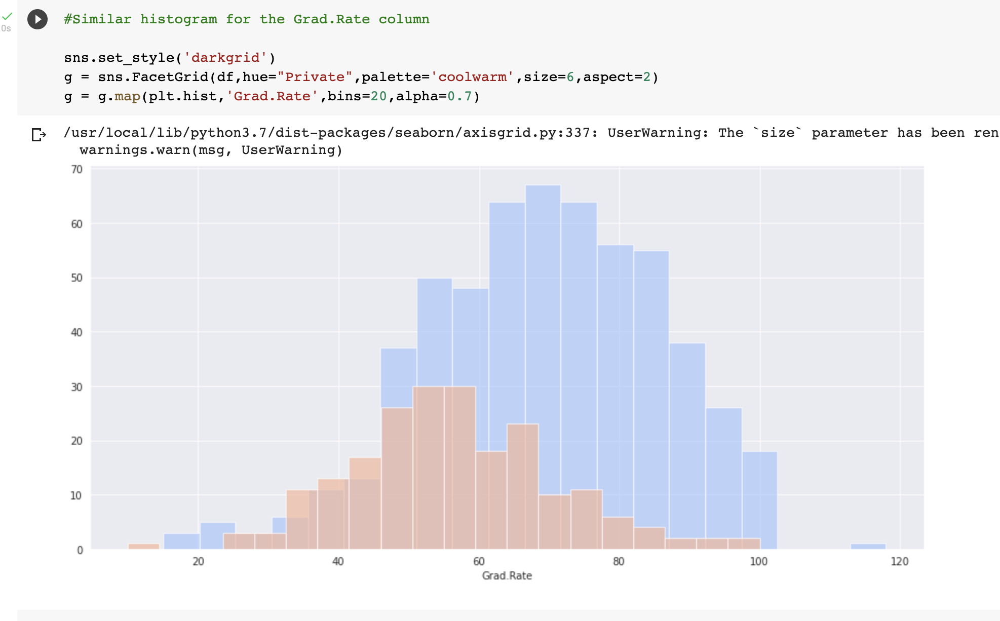 #Similar histogram for the Grad.Rate column
0s
sns.set_style('darkgrid')
g = sns.FacetGrid(df,hue="Private",palette='coolwarm',size=6,aspect=2)
g = g.map(plt.hist,'Grad.Rate',bins=20,alpha=0.7)
/usr/local/lib/python3.7/dist-packages/seaborn/axisgrid.py:337: UserWarning: The `size` parameter has been ren
warnings.warn(msg, UserWarning)
70
60
50
40
30
20
10
0
20 40 60 80 100 120
Grad.Rate